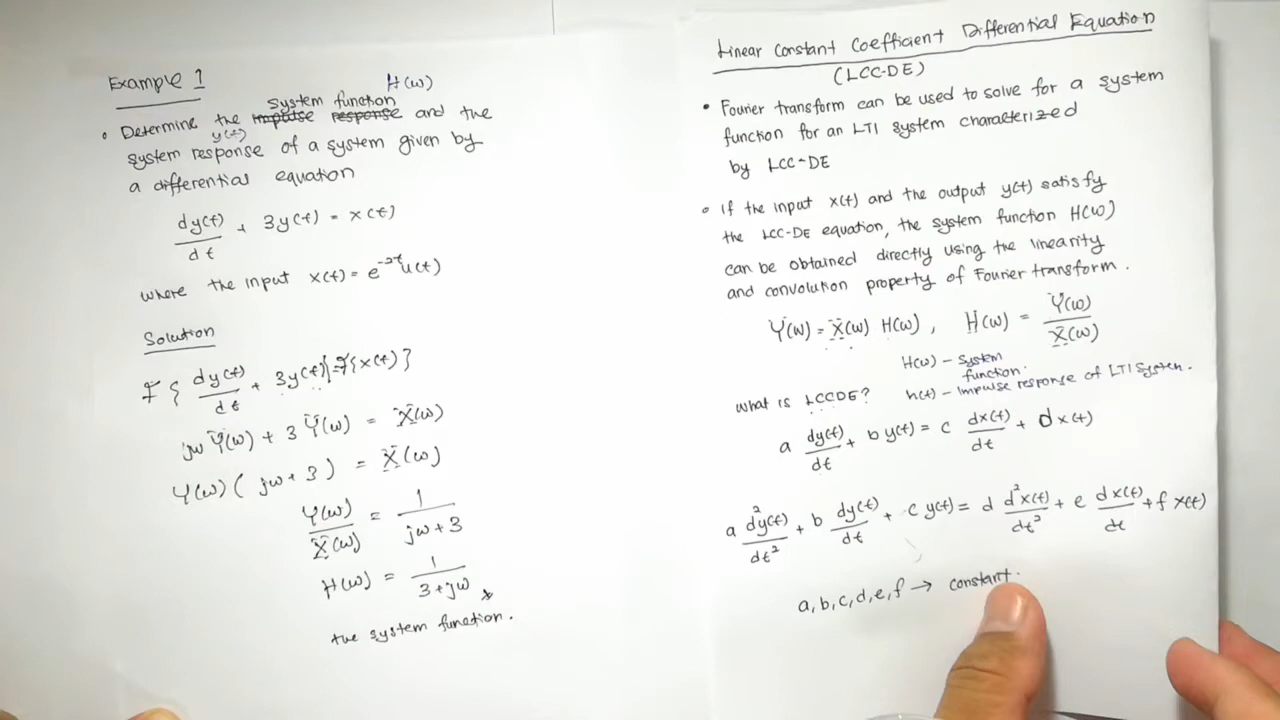 Example 1
H(ω)
system function
• Determine the impulse response and the
y(t)
system response of a system given by
a differential equation
dy(t)/dt + 3y(t) = x(t)
where the input x(t) = e^-2t u(t)
Solution
F { dy(t)/dt + 3y(t) } = F{x(t)}
jω Y(ω) + 3 Y(ω) = X(ω)
Y(ω) ( jω + 3 ) = X(ω)
Y(ω)/X(ω) = 1/(jω + 3)
H(ω) = 1/(3+jω)
the system function.
Linear Constant Coefficient Differential Equation
(LCC-DE)
• Fourier transform can be used to solve for a system
function for an LTI system characterized
by LCC-DE
• If the input x(t) and the output y(t) satisfy
the LCC-DE equation, the system function H(ω)
can be obtained directly using the linearity
and convolution property of Fourier transform.
Y(ω) = X(ω) H(ω), H(ω) = Y(ω)/X(ω)
H(ω) - System
function.
h(t) - Impulse response of LTI System.
What is LCCDE?
a dy(t)/dt + b y(t) = c dx(t)/dt + d x(t)
a d²y(t)/dt² + b dy(t)/dt + c y(t) = d d²x(t)/dt² + e dx(t)/dt + f x(t)
a, b, c, d, e, f → constant.